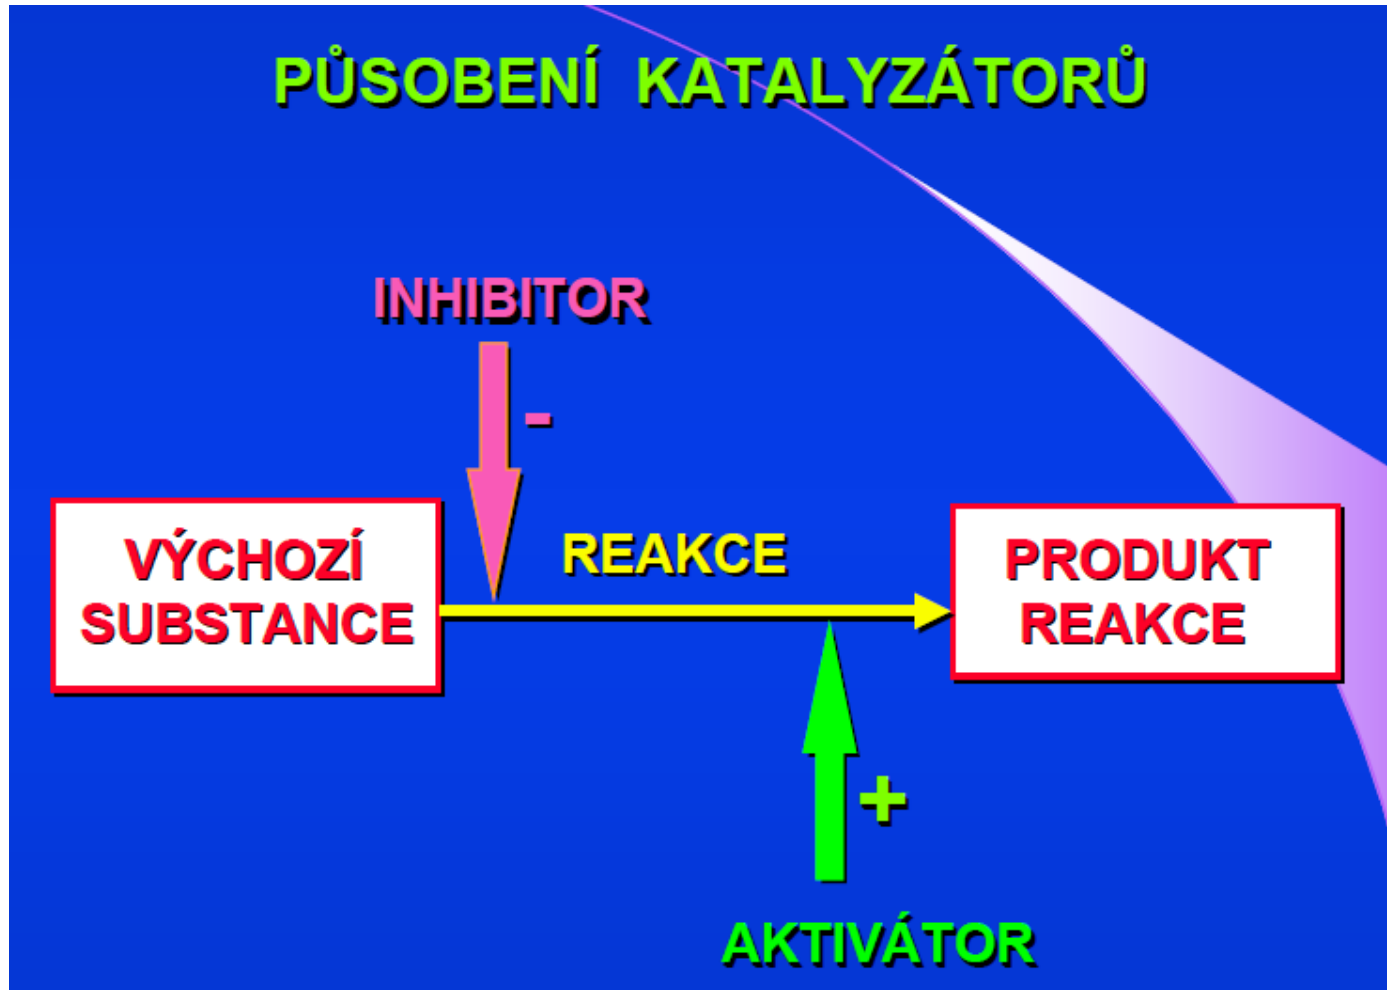 PŮSOBENÍ KATALYZÁTORŮ
INHIBITOR
-
VÝCHOZÍ
SUBSTANCE
REAKCE
PRODUKT
REAKCE
+
AKTIVÁTOR